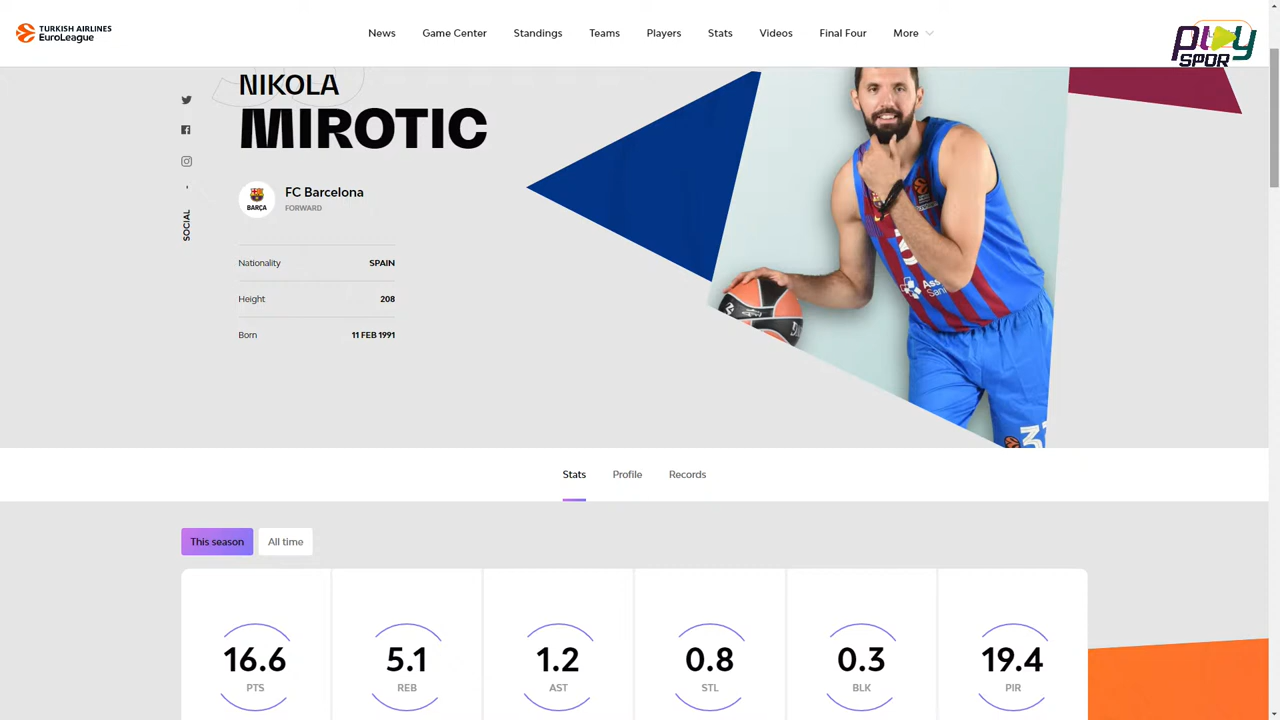 TURKISH AIRLINES
EuroLeague
News Game Center Standings Teams Players Stats Videos Final Four More
play
SPOR
NIKOLA
MIROTIC
FC Barcelona
BARÇA
FORWARD
SOCIAL
Nationality SPAIN
Height 208
Born 11 FEB 1991
Stats Profile Records
This season All time
16.6 5.1 1.2 0.8 0.3 19.4
PTS REB AST STL BLK PIR